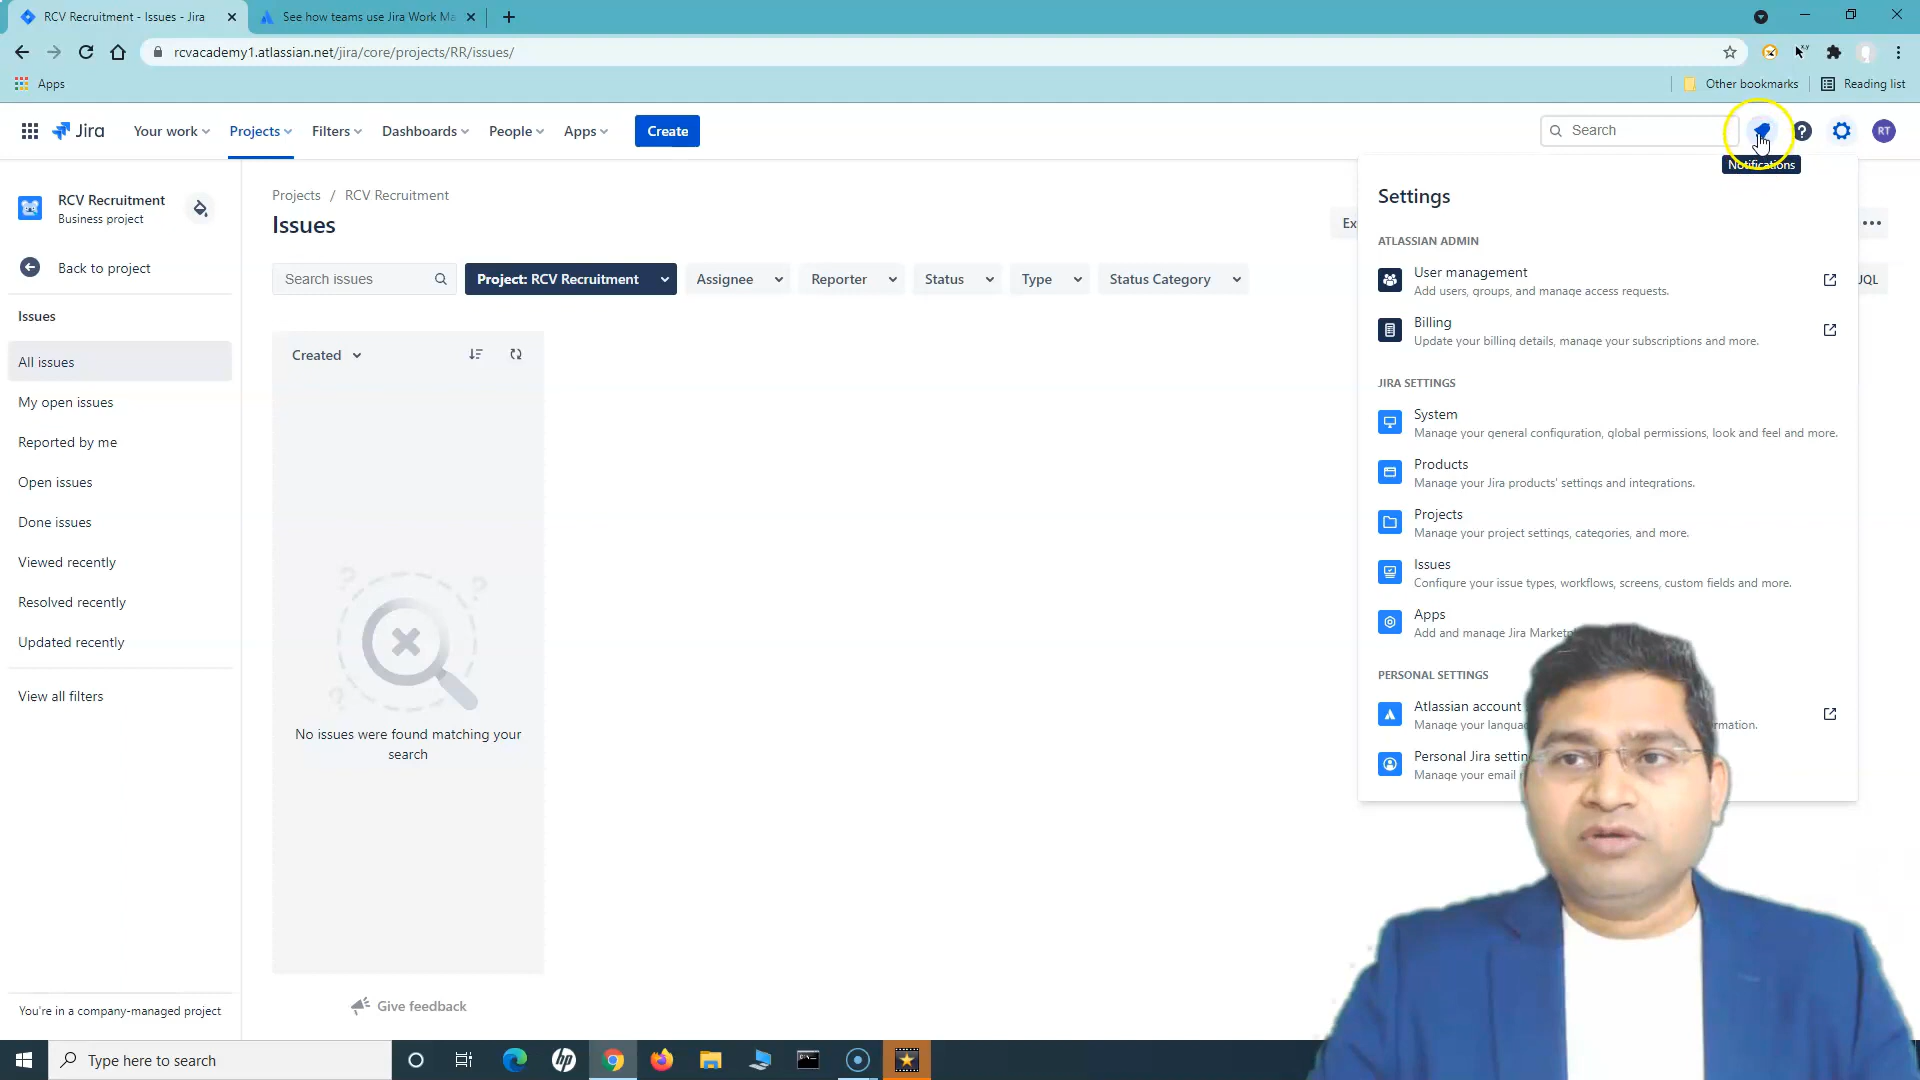 RCV Recruitment - Issues - Jira
See how teams use Jira Work Ma
rcvacademy1.atlassian.net/jira/core/projects/RR/issues/
Apps
Other bookmarks
Reading list
Jira
Your work
Projects
Filters
Dashboards
People
Apps
Create
Search
RT
Notifications
RCV Recruitment
Business project
Back to project
Issues
All issues
My open issues
Reported by me
Open issues
Done issues
Viewed recently
Resolved recently
Updated recently
View all filters
You're in a company-managed project
Projects / RCV Recruitment
Issues
Ex
Search issues
Project: RCV Recruitment
Assignee
Reporter
Status
Type
Status Category
JQL
Created
No issues were found matching your
search
Give feedback
Settings
ATLASSIAN ADMIN
User management
Add users, groups, and manage access requests.
Billing
Update your billing details, manage your subscriptions and more.
JIRA SETTINGS
System
Manage your general configuration, global permissions, look and feel and more.
Products
Manage your Jira products' settings and integrations.
Projects
Manage your project settings, categories, and more.
Issues
Configure your issue types, workflows, screens, custom fields and more.
Apps
Add and manage Jira Marketp
PERSONAL SETTINGS
Atlassian account
Manage your langua
rmation.
Personal Jira settin
Manage your email
Type here to search
hp